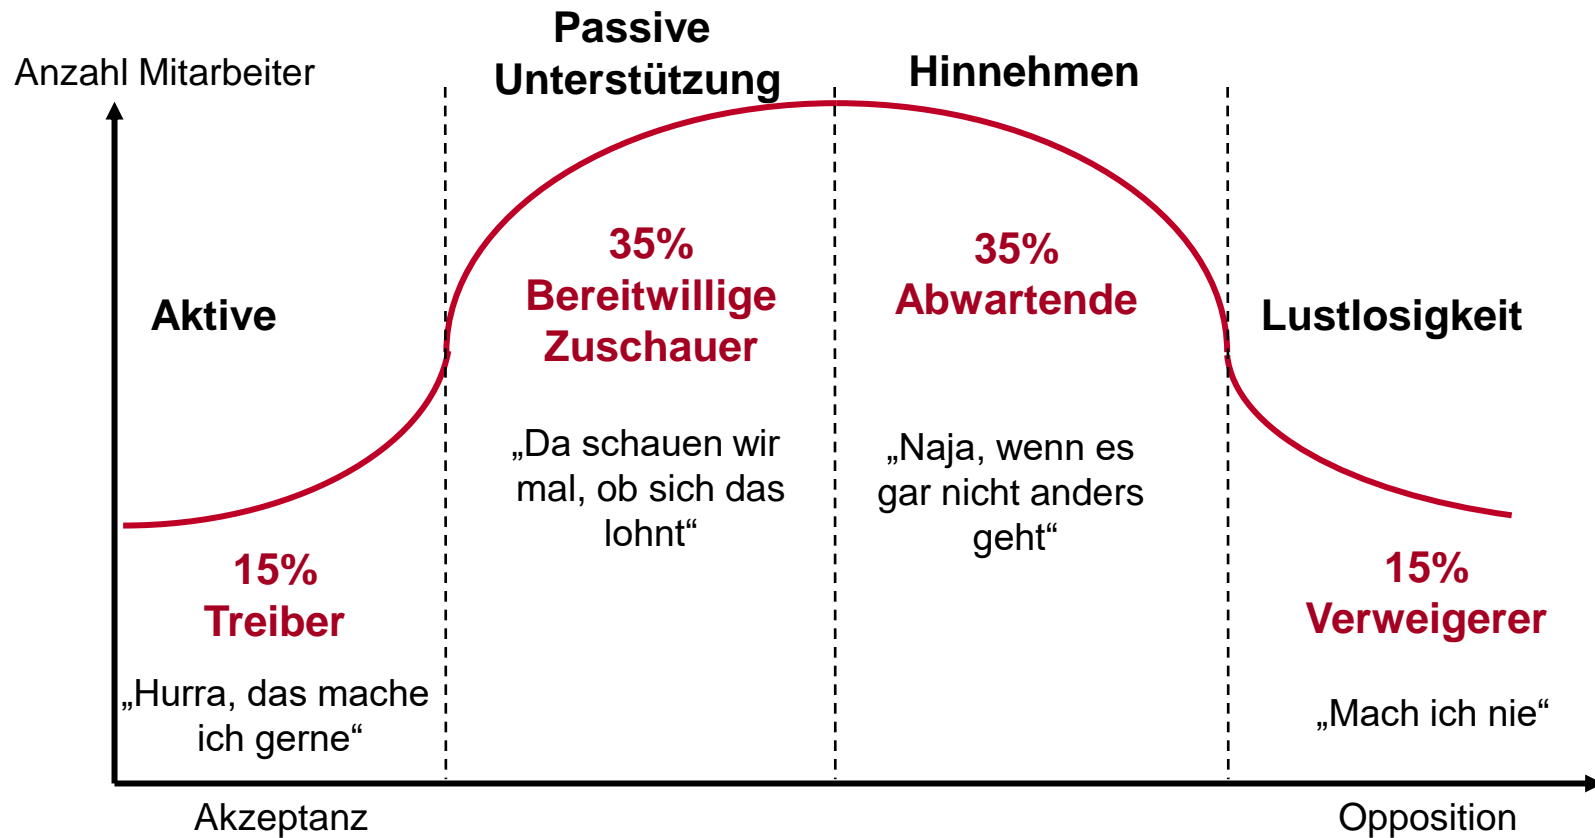 Anzahl Mitarbeiter
Passive
Unterstützung
Hinnehmen
Aktive
35%
Bereitwillige
Zuschauer
35%
Abwartende
Lustlosigkeit
„Da schauen wir
mal, ob sich das
lohnt“
„Naja, wenn es
gar nicht anders
geht“
15%
Treiber
15%
Verweigerer
„Hurra, das mache
ich gerne“
„Mach ich nie“
Akzeptanz
Opposition